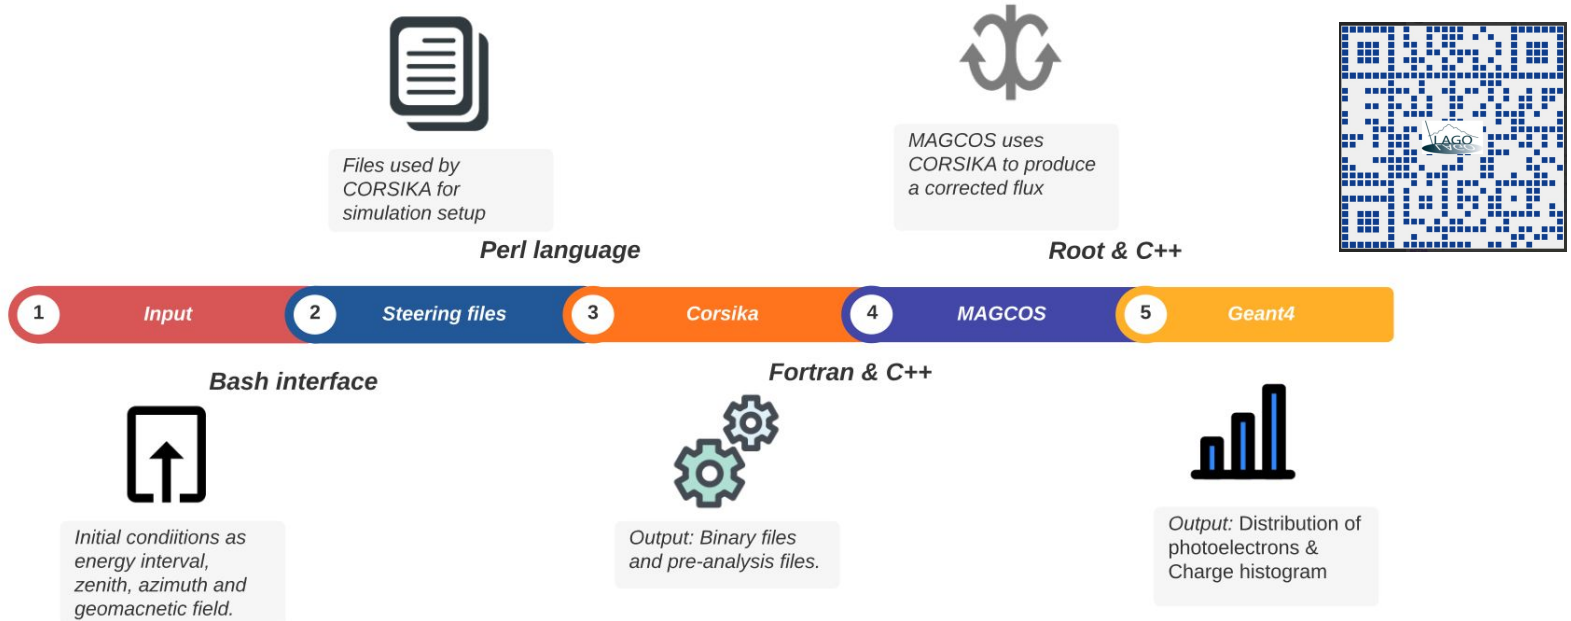 Files used by
CORSIKA for
simulation setup
MAGCOS uses
CORSIKA to produce
a corrected flux
LAGO
Perl language
Root & C++
1 Input 2 Steering files 3 Corsika 4 MAGCOS 5 Geant4
Bash interface
Fortran & C++
Initial condiitions as
energy interval,
zenith, azimuth and
geomacnetic field.
Output: Binary files
and pre-analysis files.
Output: Distribution of
photoelectrons &
Charge histogram